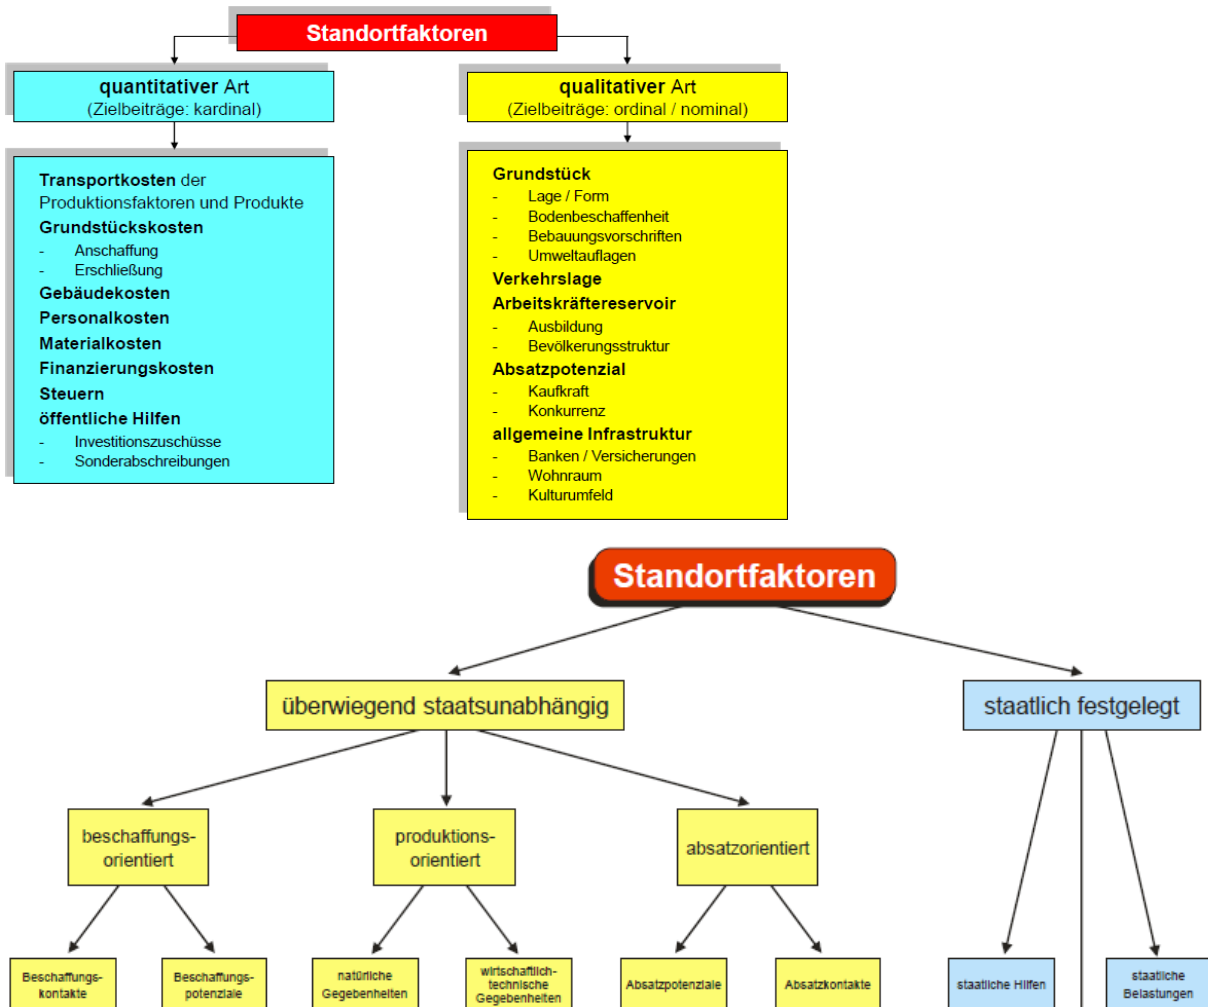 Standortfaktoren
quantitativer Art
(Zielbeiträge: kardinal)
Transportkosten der
Produktionsfaktoren und Produkte
Grundstückskosten
- Anschaffung
- Erschließung
Gebäudekosten
Personalkosten
Materialkosten
Finanzierungskosten
Steuern
öffentliche Hilfen
- Investitionszuschüsse
- Sonderabschreibungen
qualitativer Art
(Zielbeiträge: ordinal / nominal)
Grundstück
- Lage / Form
- Bodenbeschaffenheit
- Bebauungsvorschriften
- Umweltauflagen
Verkehrslage
Arbeitskräftereservoir
- Ausbildung
- Bevölkerungsstruktur
Absatzpotenzial
- Kaufkraft
- Konkurrenz
allgemeine Infrastruktur
- Banken / Versicherungen
- Wohnraum
- Kulturumfeld
Standortfaktoren
überwiegend staatsunabhängig
staatlich festgelegt
beschaffungs-
orientiert
produktions-
orientiert
absatzorientiert
Beschaffungs-
kontakte
Beschaffungs-
potenziale
natürliche
Gegebenheiten
wirtschaftlich-
technische
Gegebenheiten
Absatzpotenziale
Absatzkontakte
staatliche Hilfen
staatliche
Belastungen